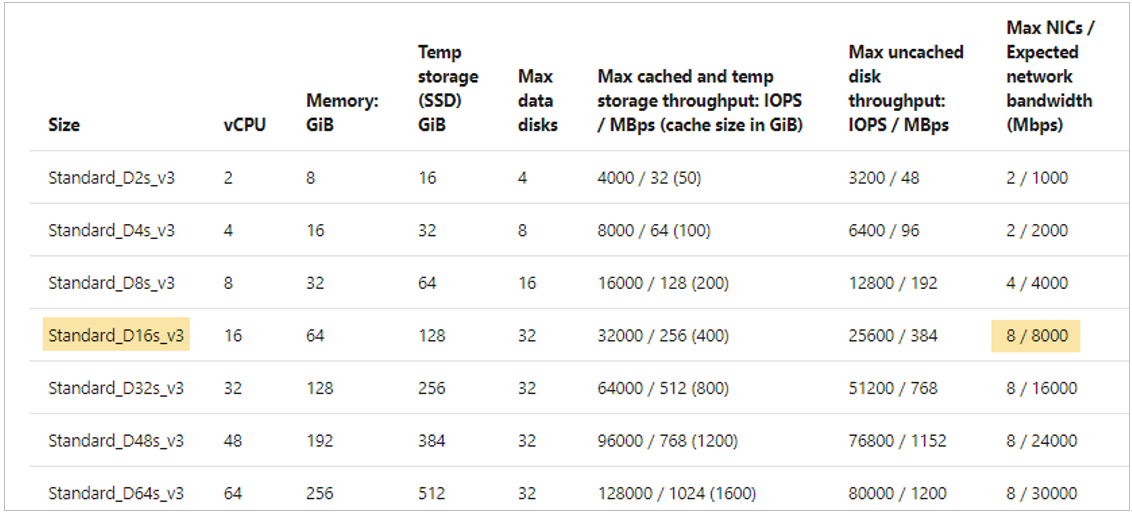 Size vCPU Memory: GiB Temp storage (SSD) GiB Max data disks Max cached and temp storage throughput: IOPS / MBps (cache size in GiB) Max uncached disk throughput: IOPS / MBps Max NICs / Expected network bandwidth (Mbps)
Standard_D2s_v3 2 8 16 4 4000 / 32 (50) 3200 / 48 2 / 1000
Standard_D4s_v3 4 16 32 8 8000 / 64 (100) 6400 / 96 2 / 2000
Standard_D8s_v3 8 32 64 16 16000 / 128 (200) 12800 / 192 4 / 4000
Standard_D16s_v3 16 64 128 32 32000 / 256 (400) 25600 / 384 8 / 8000
Standard_D32s_v3 32 128 256 32 64000 / 512 (800) 51200 / 768 8 / 16000
Standard_D48s_v3 48 192 384 32 96000 / 768 (1200) 76800 / 1152 8 / 24000
Standard_D64s_v3 64 256 512 32 128000 / 1024 (1600) 80000 / 1200 8 / 30000